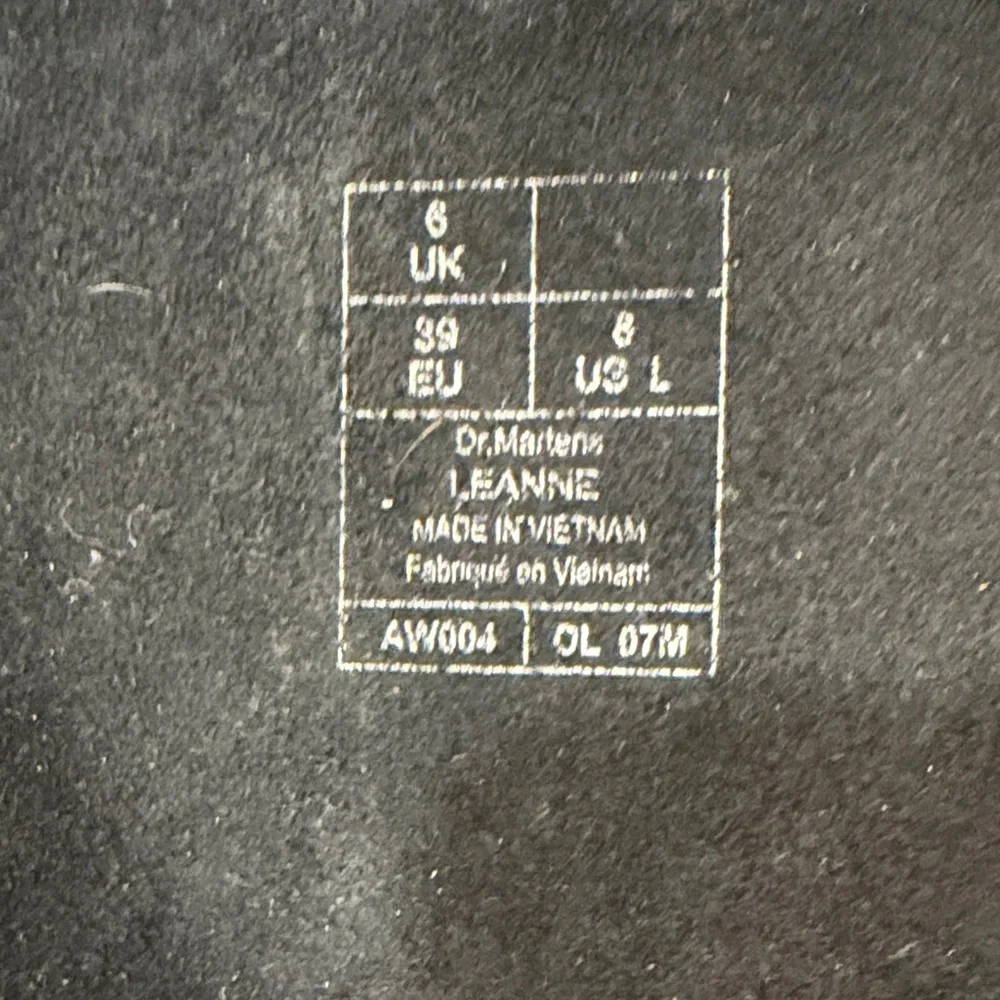 6
UK
39
EU
8
US L
Dr.Martens
LEANNE
MADE IN VIETNAM
Fabriqué en Vietnam
AW004
OL 07M